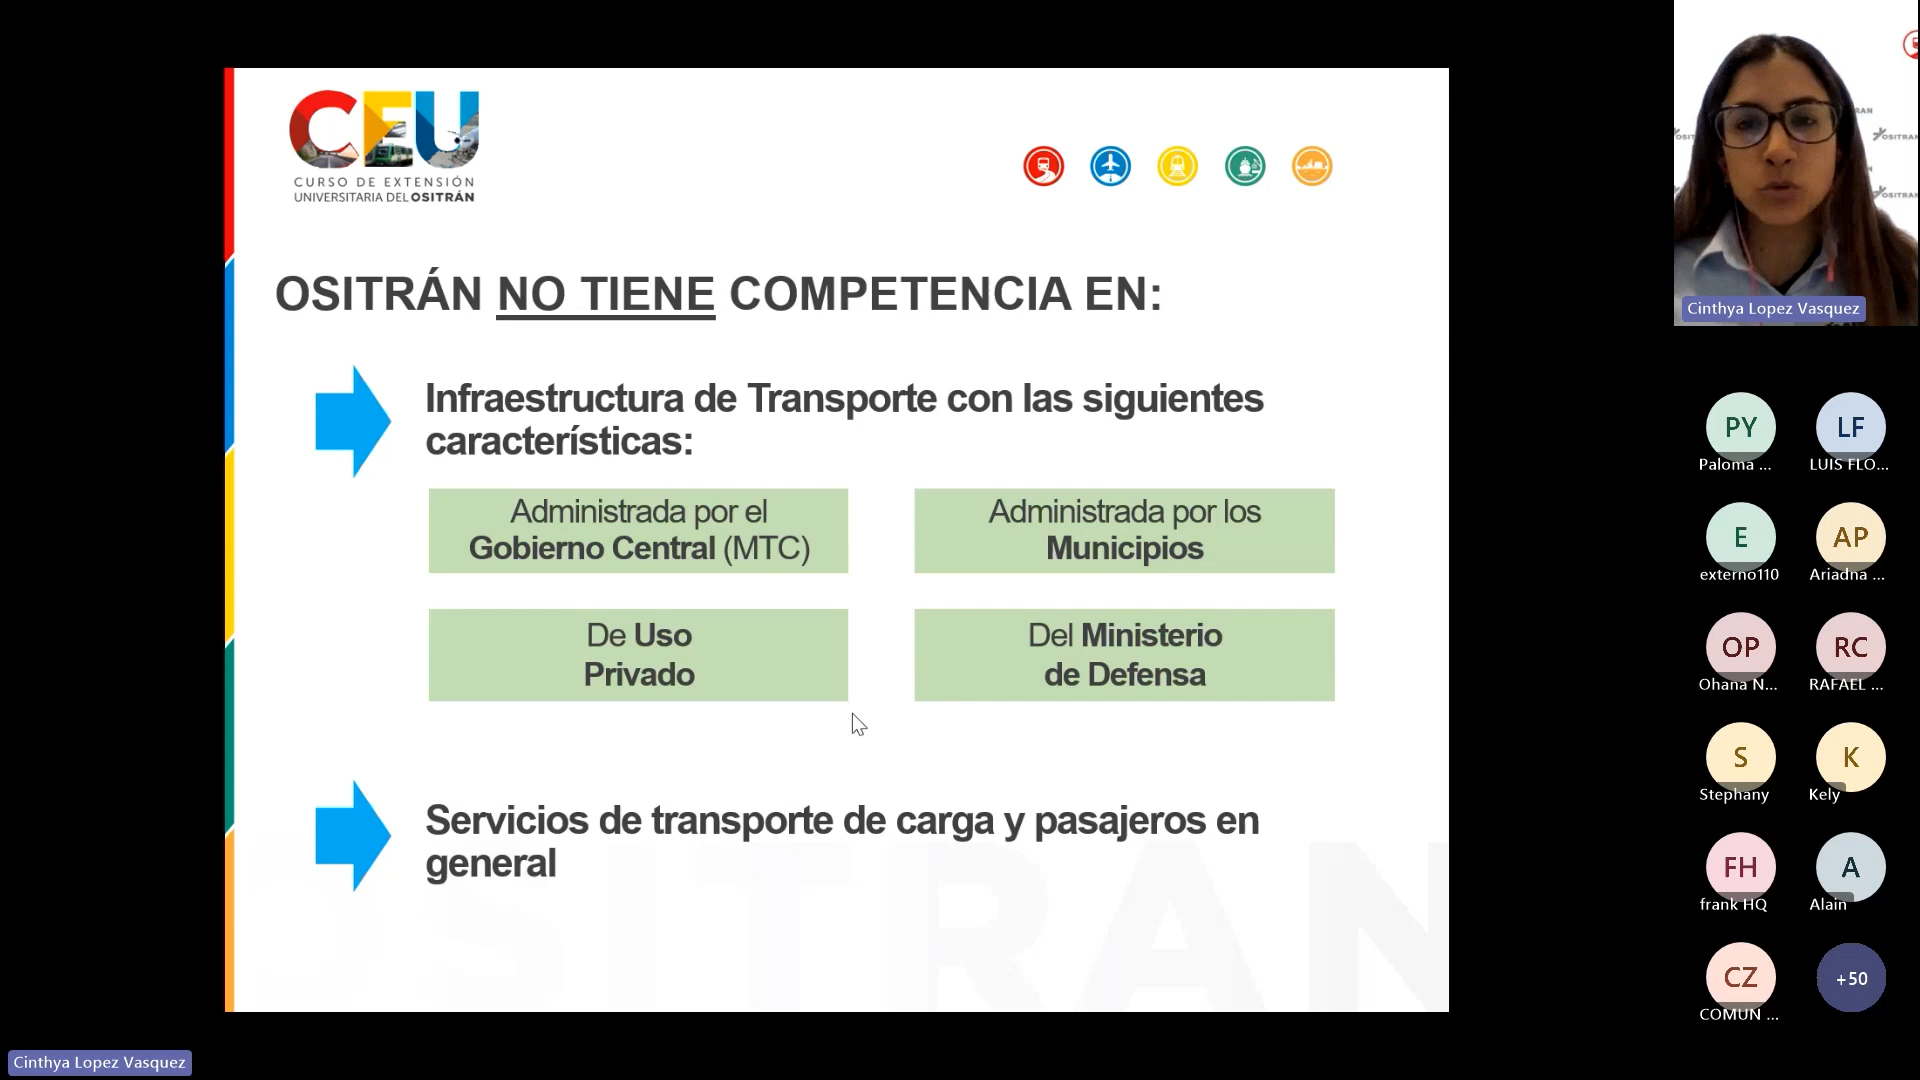 CEU
CURSO DE EXTENSIÓN
UNIVERSITARIA DEL OSITRÁN
OSITRÁN NO TIENE COMPETENCIA EN:
Infraestructura de Transporte con las siguientes
características:
Administrada por el
Gobierno Central (MTC)
Administrada por los
Municipios
De Uso
Privado
Del Ministerio
de Defensa
Servicios de transporte de carga y pasajeros en
general
OSITRAN
OSITRAN
OSITRAN
Cinthya Lopez Vasquez
PY
Paloma ...
LF
LUIS FLO...
E
externo110
AP
Ariadna ...
OP
Ohana N...
RC
RAFAEL ...
S
Stephany
K
Kely
FH
frank HQ
A
Alain
CZ
COMUN ...
+50
Cinthya Lopez Vasquez